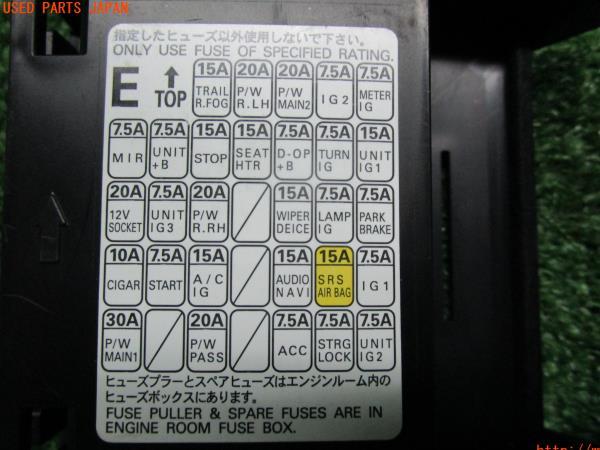 USED PARTS JAPAN
指定したヒューズ以外使用しないで下さい。
ONLY USE FUSE OF SPECIFIED RATING.
E ↑ 15A 20A 20A 7.5A 7.5A
TOP TRAIL P/W P/W IG2 METER
R.FOG R.LH MAIN2 IG
7.5A 7.5A 15A 15A 7.5A 7.5A 15A
MIR UNIT STOP SEAT D-OP TURN UNIT
+B HTR +B IG IG1
20A 7.5A 20A 15A 7.5A 7.5A
12V UNIT P/W WIPER LAMP PARK
SOCKET IG3 R.RH DEICE IG BRAKE
10A 7.5A 15A 15A 15A 7.5A
CIGAR START A/C AUDIO SRS IG1
IG NAVI AIR BAG
30A 20A 7.5A 7.5A 7.5A
P/W P/W ACC STRG UNIT
MAIN1 PASS LOCK IG2
ヒューズプラーとスペアヒューズはエンジンルーム内の
ヒューズボックスにあります。
FUSE PULLER & SPARE FUSES ARE IN
ENGINE ROOM FUSE BOX.